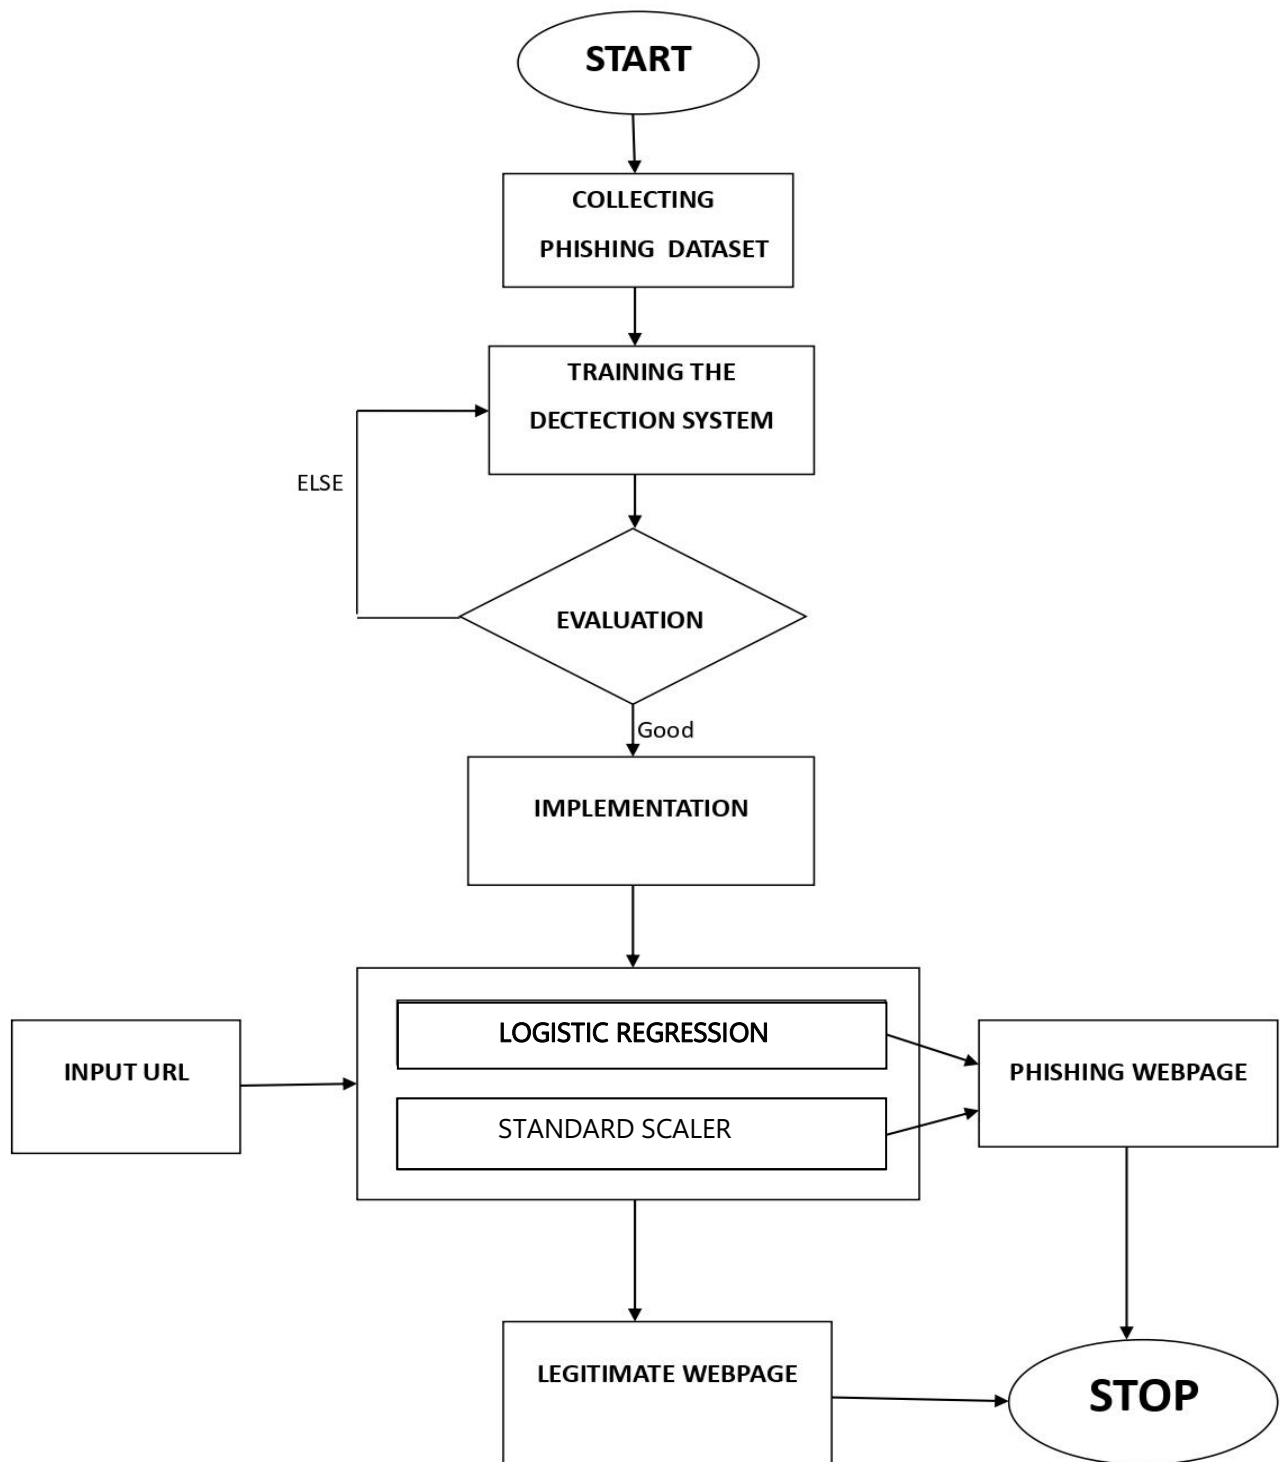 START
COLLECTING
PHISHING DATASET
TRAINING THE
DECTECTION SYSTEM
ELSE
EVALUATION
Good
IMPLEMENTATION
LOGISTIC REGRESSION
INPUT URL
PHISHING WEBPAGE
STANDARD SCALER
LEGITIMATE WEBPAGE
STOP